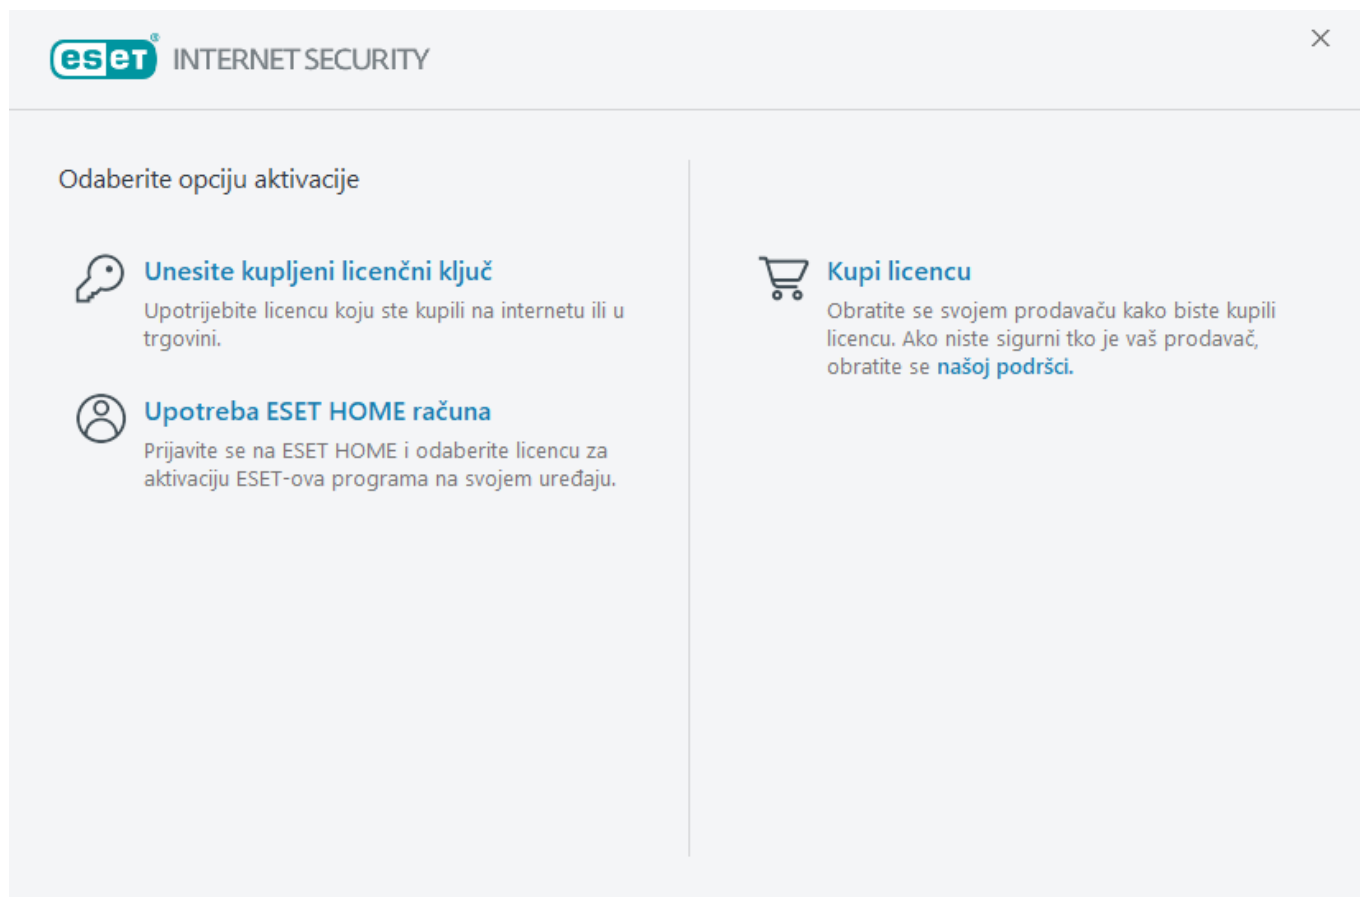 eset® INTERNET SECURITY
Odaberite opciju aktivacije
Unesite kupljeni licenčni ključ
Upotrijebite licencu koju ste kupili na internetu ili u
trgovini.
Upotreba ESET HOME računa
Prijavite se na ESET HOME i odaberite licencu za
aktivaciju ESET-ova programa na svojem uređaju.
Kupi licencu
Obratite se svojem prodavaču kako biste kupili
licencu. Ako niste sigurni tko je vaš prodavač,
obratite se našoj podršci.